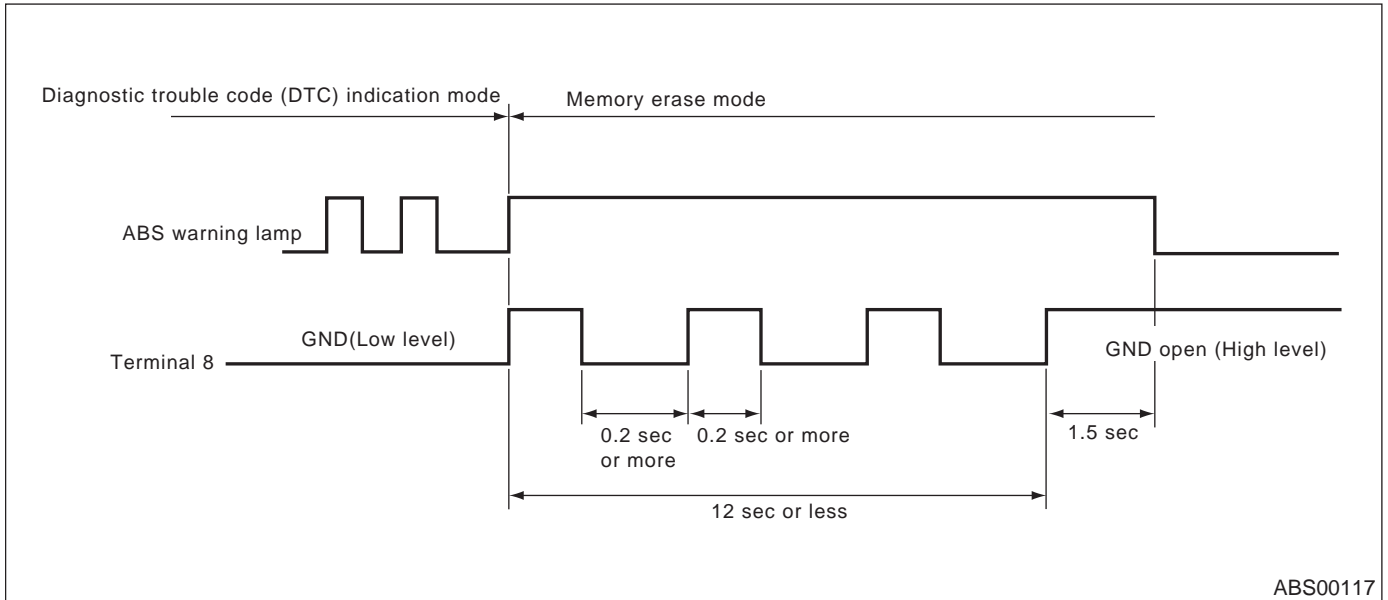 Diagnostic trouble code (DTC) indication mode
Memory erase mode
ABS warning lamp
GND(Low level)
GND open (High level)
Terminal 8
0.2 sec
or more
0.2 sec or more
1.5 sec
12 sec or less
ABS00117